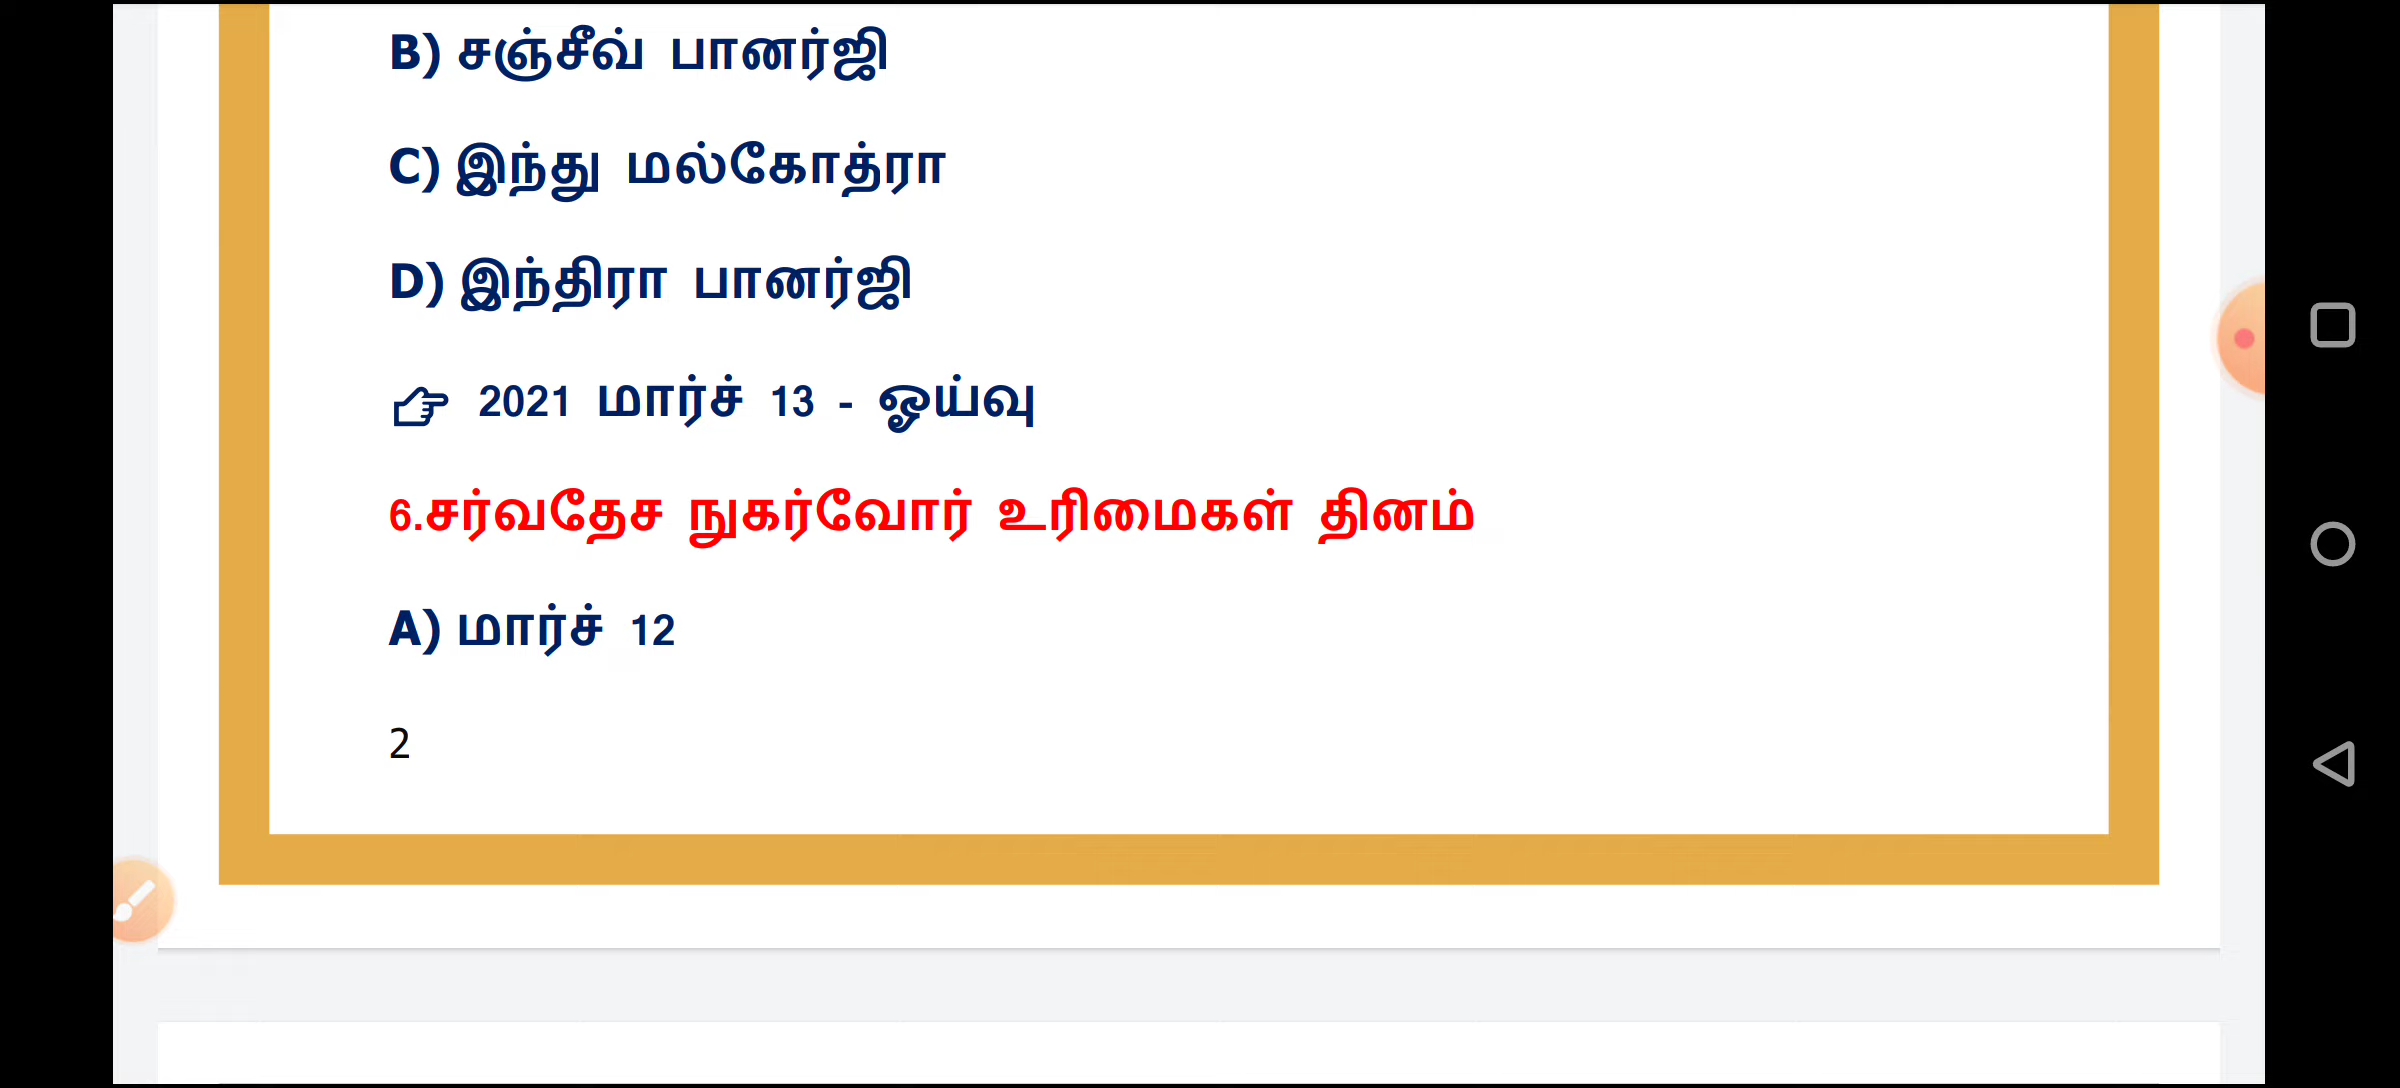 B) சஞ்சீவ் பானர்ஜி
C) இந்து மல்கோத்ரா
D) இந்திரா பானர்ஜி
👉 2021 மார்ச் 13 - ஓய்வு
6.சர்வதேச நுகர்வோர் உரிமைகள் தினம்
A) மார்ச் 12
2